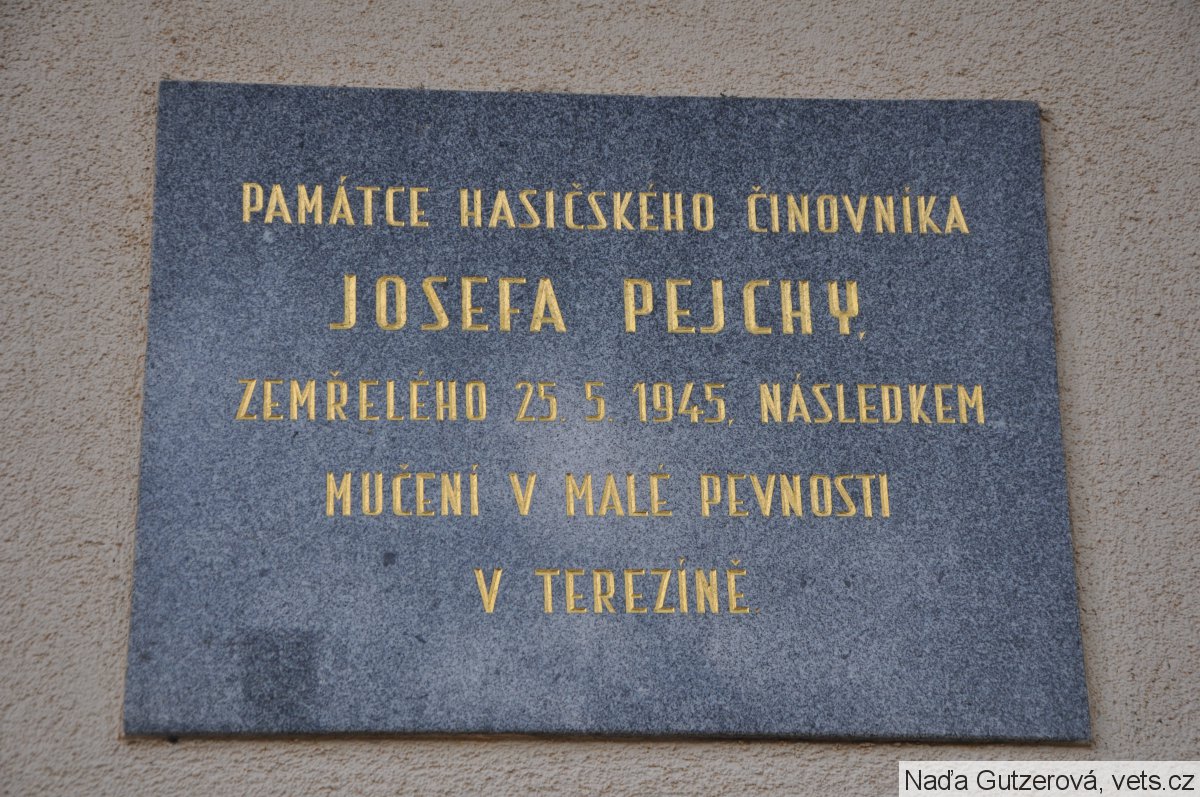 PAMÁTCE HASIČSKÉHO ČINOVNÍKA
JOSEFA PEJCHY,
ZEMŘELÉHO 25. 5. 1945, NÁSLEDKEM
MUČENÍ V MALÉ PEVNOSTI
V TEREZÍNĚ.
Naďa Gutzerová, vets.cz